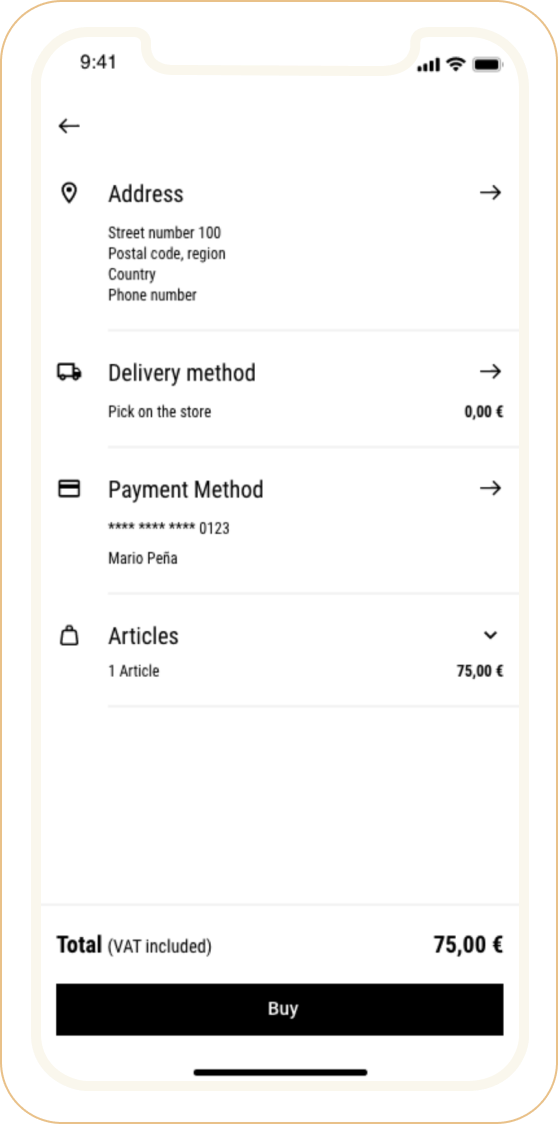 9:41
Address
Street number 100
Postal code, region
Country
Phone number
Delivery method
Pick on the store 0,00 €
Payment Method
**** **** **** 0123
Mario Peña
Articles
1 Article 75,00 €
Total (VAT included) 75,00 €
Buy